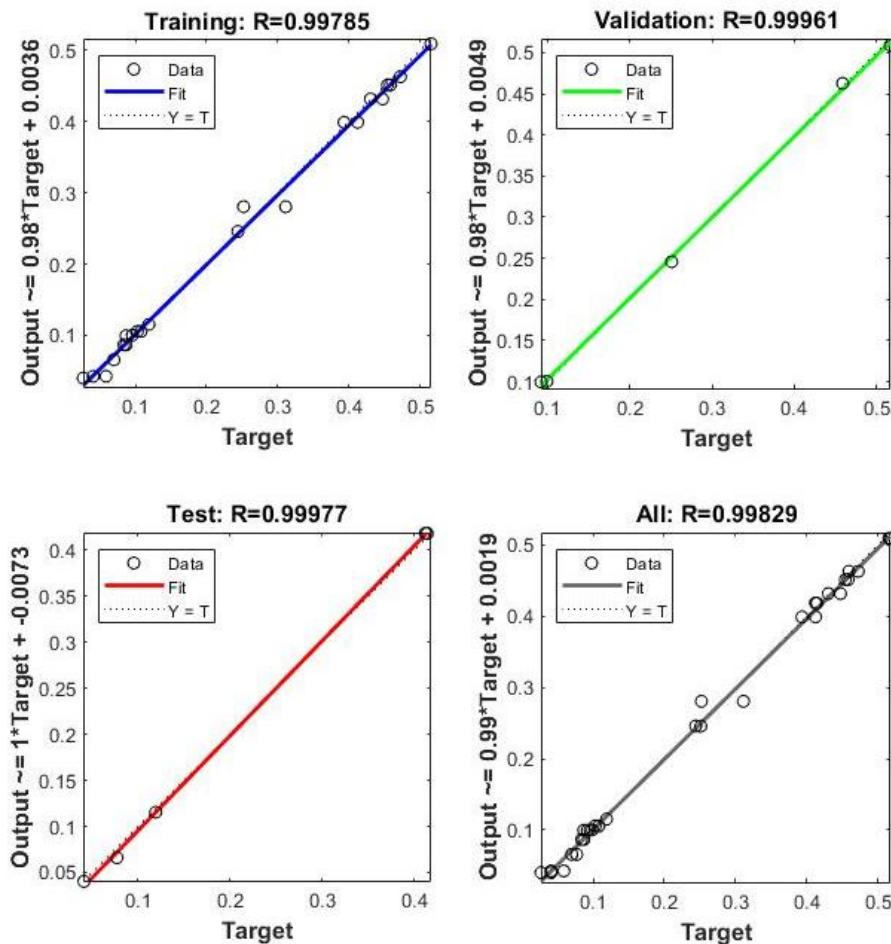 Training: R=0.99785
Output ~= 0.98*Target + 0.0036
0.5
0.4
0.3
0.2
0.1
Data
Fit
Y = T
0.1 0.2 0.3 0.4 0.5
Target
Validation: R=0.99961
Output ~= 0.98*Target + 0.0049
0.5
0.45
0.4
0.35
0.3
0.25
0.2
0.15
0.1
Data
Fit
Y = T
0.1 0.2 0.3 0.4 0.5
Target
Test: R=0.99977
Output ~= 1*Target + -0.0073
0.4
0.35
0.3
0.25
0.2
0.15
0.1
0.05
Data
Fit
Y = T
0.1 0.2 0.3 0.4
Target
All: R=0.99829
Output ~= 0.99*Target + 0.0019
0.5
0.4
0.3
0.2
0.1
Data
Fit
Y = T
0.1 0.2 0.3 0.4 0.5
Target